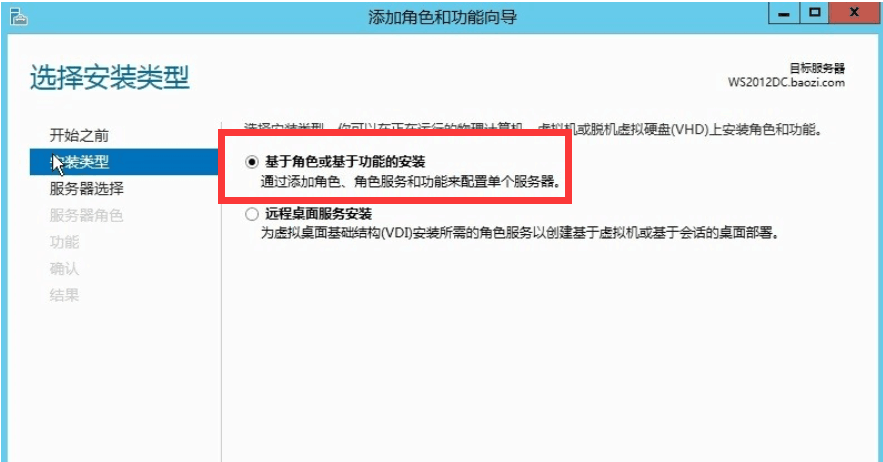 添加角色和功能向导
选择安装类型
目标服务器
WS2012DC.baozi.com
开始之前
安装类型
服务器选择
服务器角色
功能
确认
结果
选择安装类型。你可以在正在运行的物理计算机、虚拟机或脱机虚拟硬盘(VHD)上安装角色和功能。
基于角色或基于功能的安装
通过添加角色、角色服务和功能来配置单个服务器。
远程桌面服务安装
为虚拟桌面基础结构(VDI)安装所需的角色服务以创建基于虚拟机或基于会话的桌面部署。